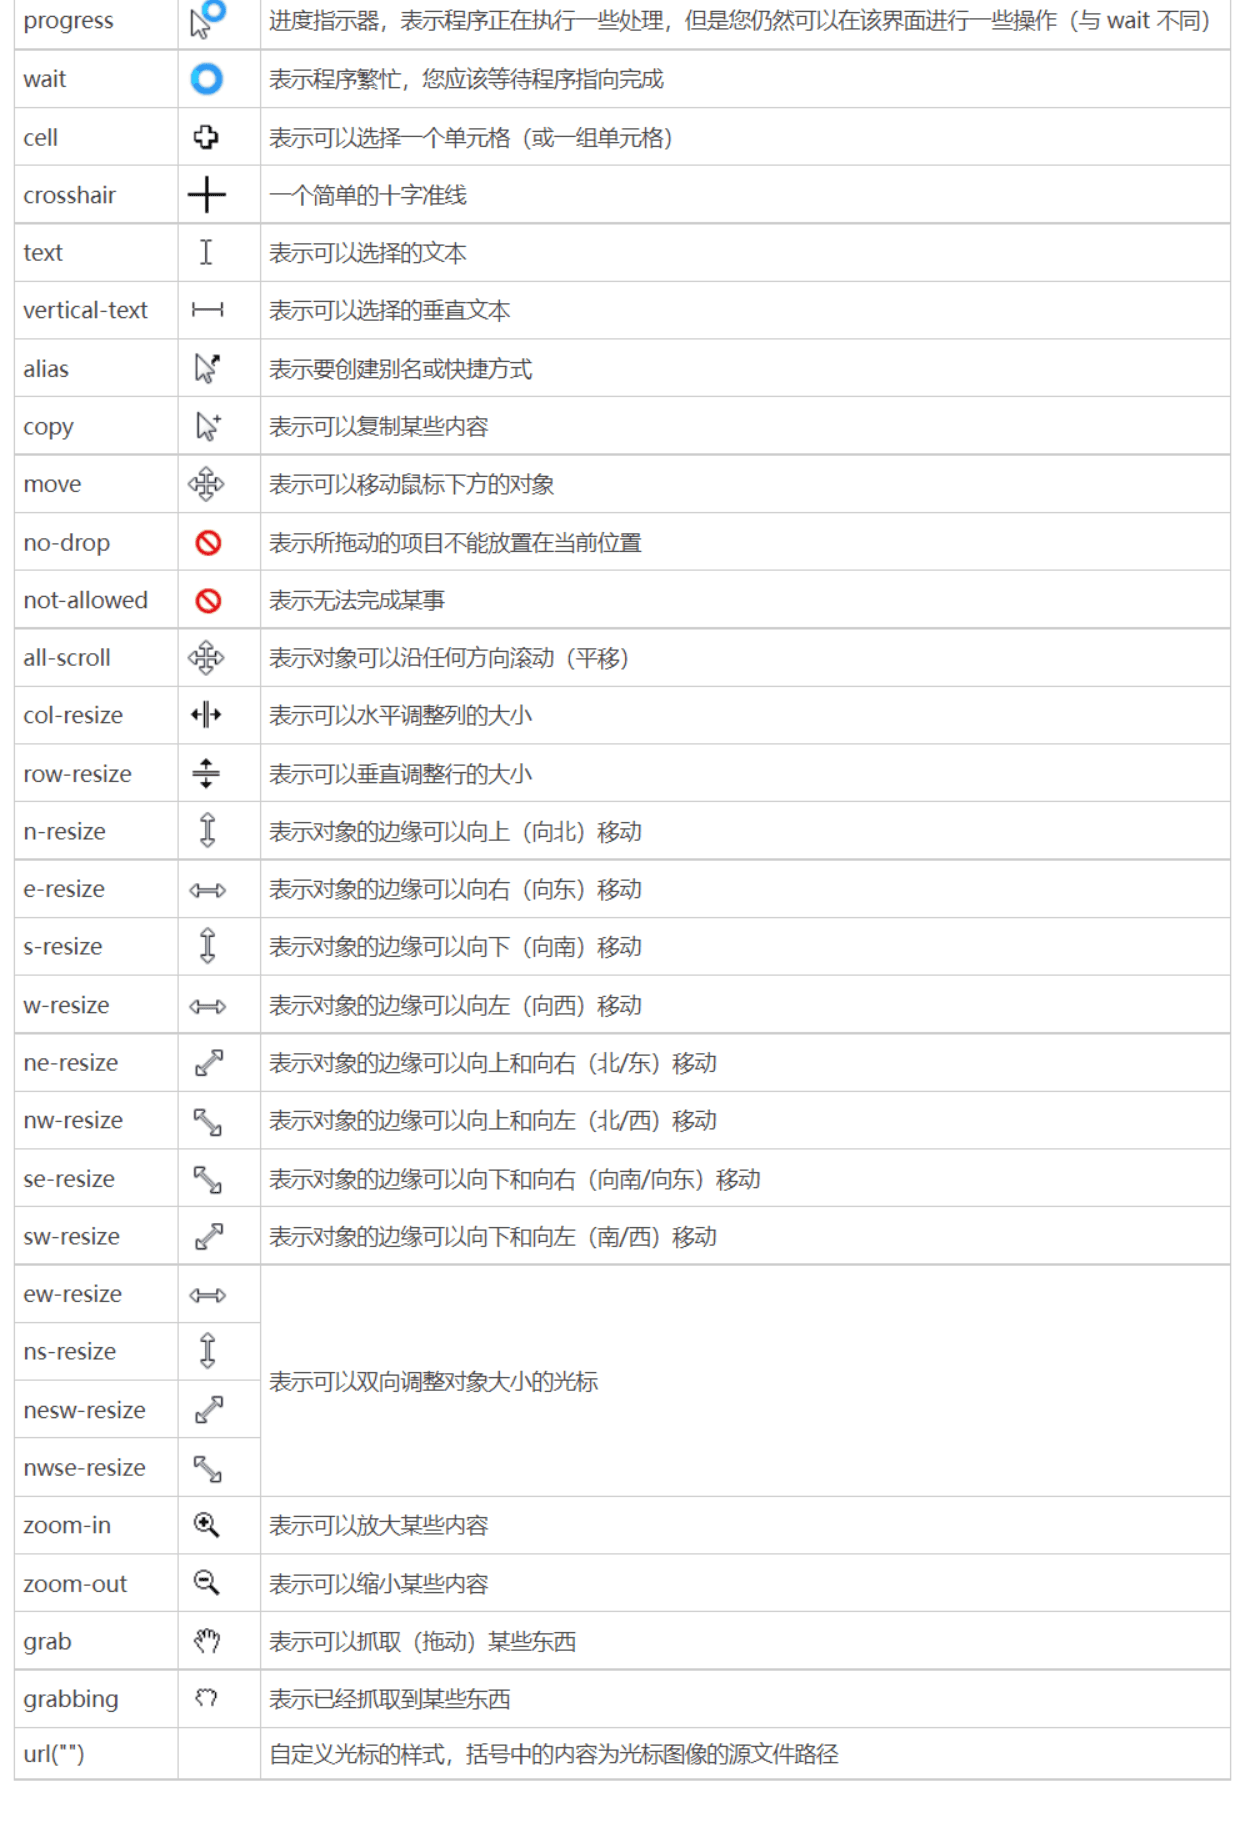 progress 进度指示器，表示程序正在执行一些处理，但是您仍然可以在该界面进行一些操作（与 wait 不同）
wait 表示程序繁忙，您应该等待程序指向完成
cell 表示可以选择一个单元格（或一组单元格）
crosshair 一个简单的十字准线
text 表示可以选择的文本
vertical-text 表示可以选择的垂直文本
alias 表示要创建别名或快捷方式
copy 表示可以复制某些内容
move 表示可以移动鼠标下方的对象
no-drop 表示所拖动的项目不能放置在当前位置
not-allowed 表示无法完成某事
all-scroll 表示对象可以沿任何方向滚动（平移）
col-resize 表示可以水平调整列的大小
row-resize 表示可以垂直调整行的大小
n-resize 表示对象的边缘可以向上（向北）移动
e-resize 表示对象的边缘可以向右（向东）移动
s-resize 表示对象的边缘可以向下（向南）移动
w-resize 表示对象的边缘可以向左（向西）移动
ne-resize 表示对象的边缘可以向上和向右（北/东）移动
nw-resize 表示对象的边缘可以向上和向左（北/西）移动
se-resize 表示对象的边缘可以向下和向右（向南/向东）移动
sw-resize 表示对象的边缘可以向下和向左（南/西）移动
ew-resize
ns-resize
表示可以双向调整对象大小的光标
nesw-resize
nwse-resize
zoom-in 表示可以放大某些内容
zoom-out 表示可以缩小某些内容
grab 表示可以抓取（拖动）某些东西
grabbing 表示已经抓取到某些东西
url("") 自定义光标的样式，括号中的内容为光标图像的源文件路径